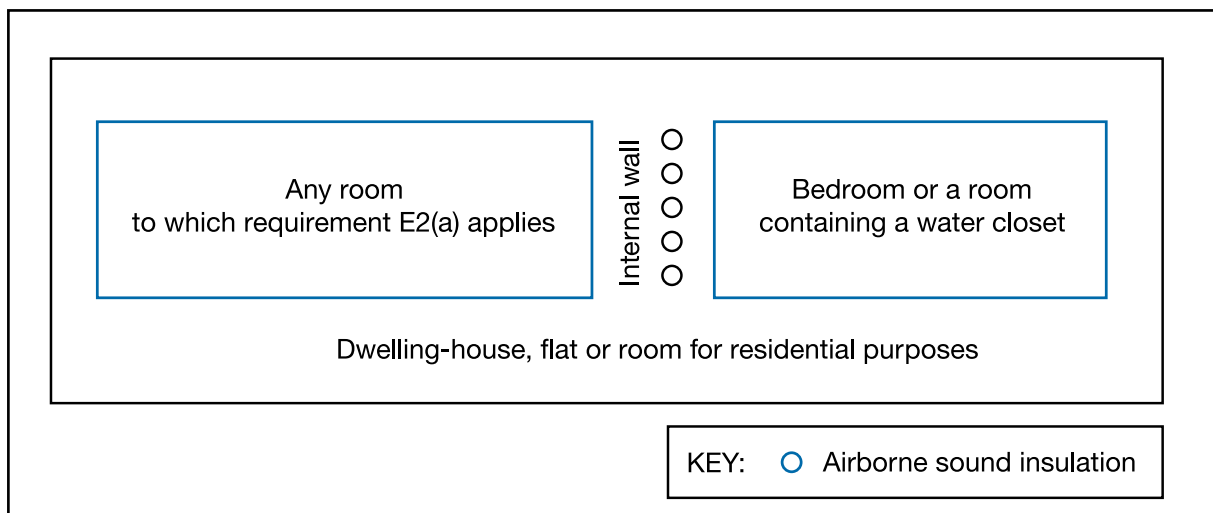 Any room
to which requirement E2(a) applies
Internal wall
Bedroom or a room
containing a water closet
Dwelling-house, flat or room for residential purposes
KEY: Airborne sound insulation